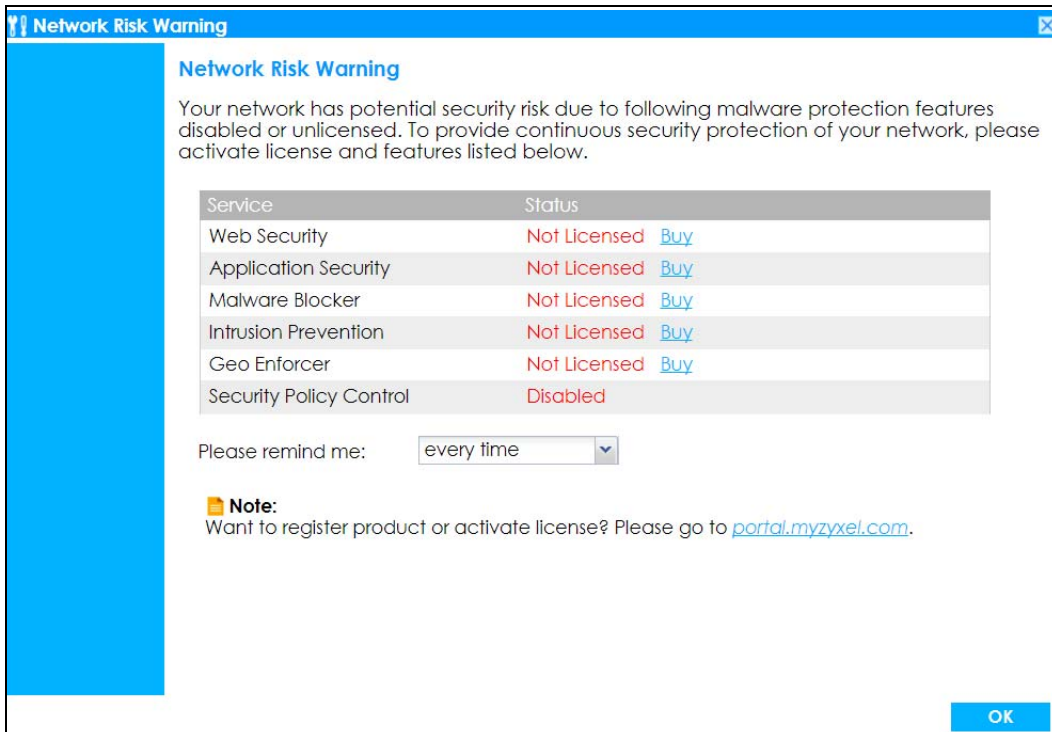 Network Risk Warning
Network Risk Warning
Your network has potential security risk due to following malware protection features
disabled or unlicensed. To provide continuous security protection of your network, please
activate license and features listed below.
Service Status
Web Security Not Licensed Buy
Application Security Not Licensed Buy
Malware Blocker Not Licensed Buy
Intrusion Prevention Not Licensed Buy
Geo Enforcer Not Licensed Buy
Security Policy Control Disabled
Please remind me: every time
Note:
Want to register product or activate license? Please go to portal.myzyxel.com.
OK